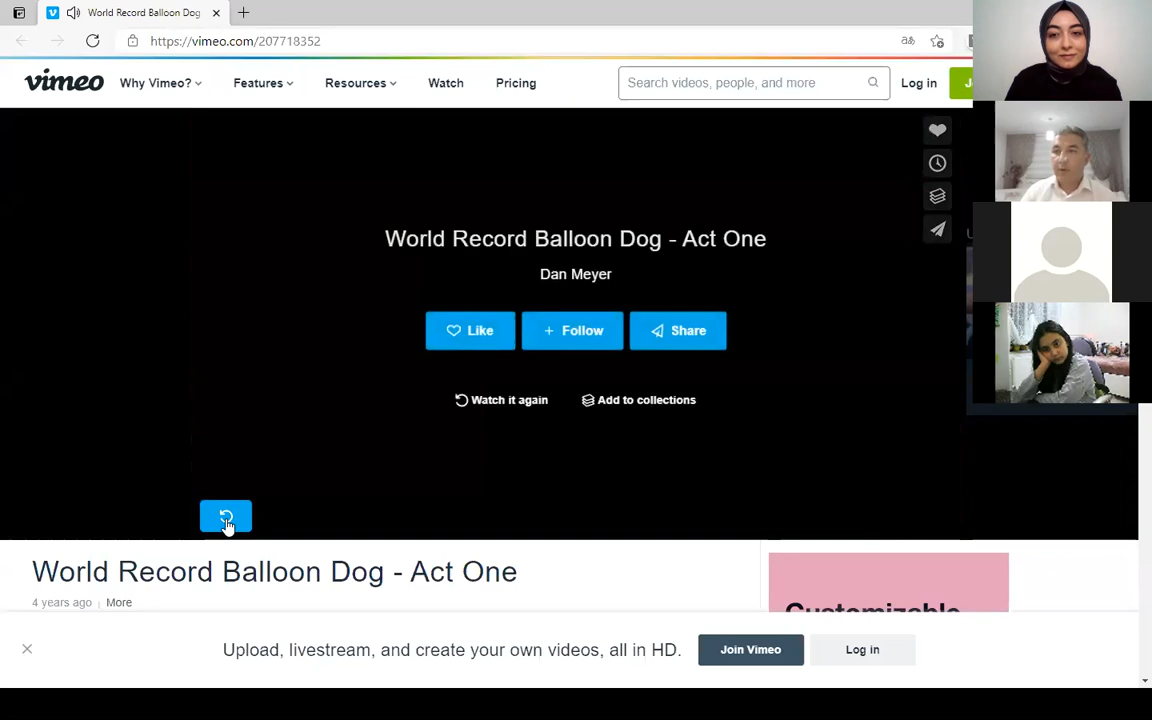 World Record Balloon Dog
https://vimeo.com/207718352
vimeo Why Vimeo? Features Resources Watch Pricing Search videos, people, and more Log in
World Record Balloon Dog - Act One
Dan Meyer
Like + Follow Share
Watch it again Add to collections
World Record Balloon Dog - Act One
4 years ago | More
Customizable
Upload, livestream, and create your own videos, all in HD. Join Vimeo Log in